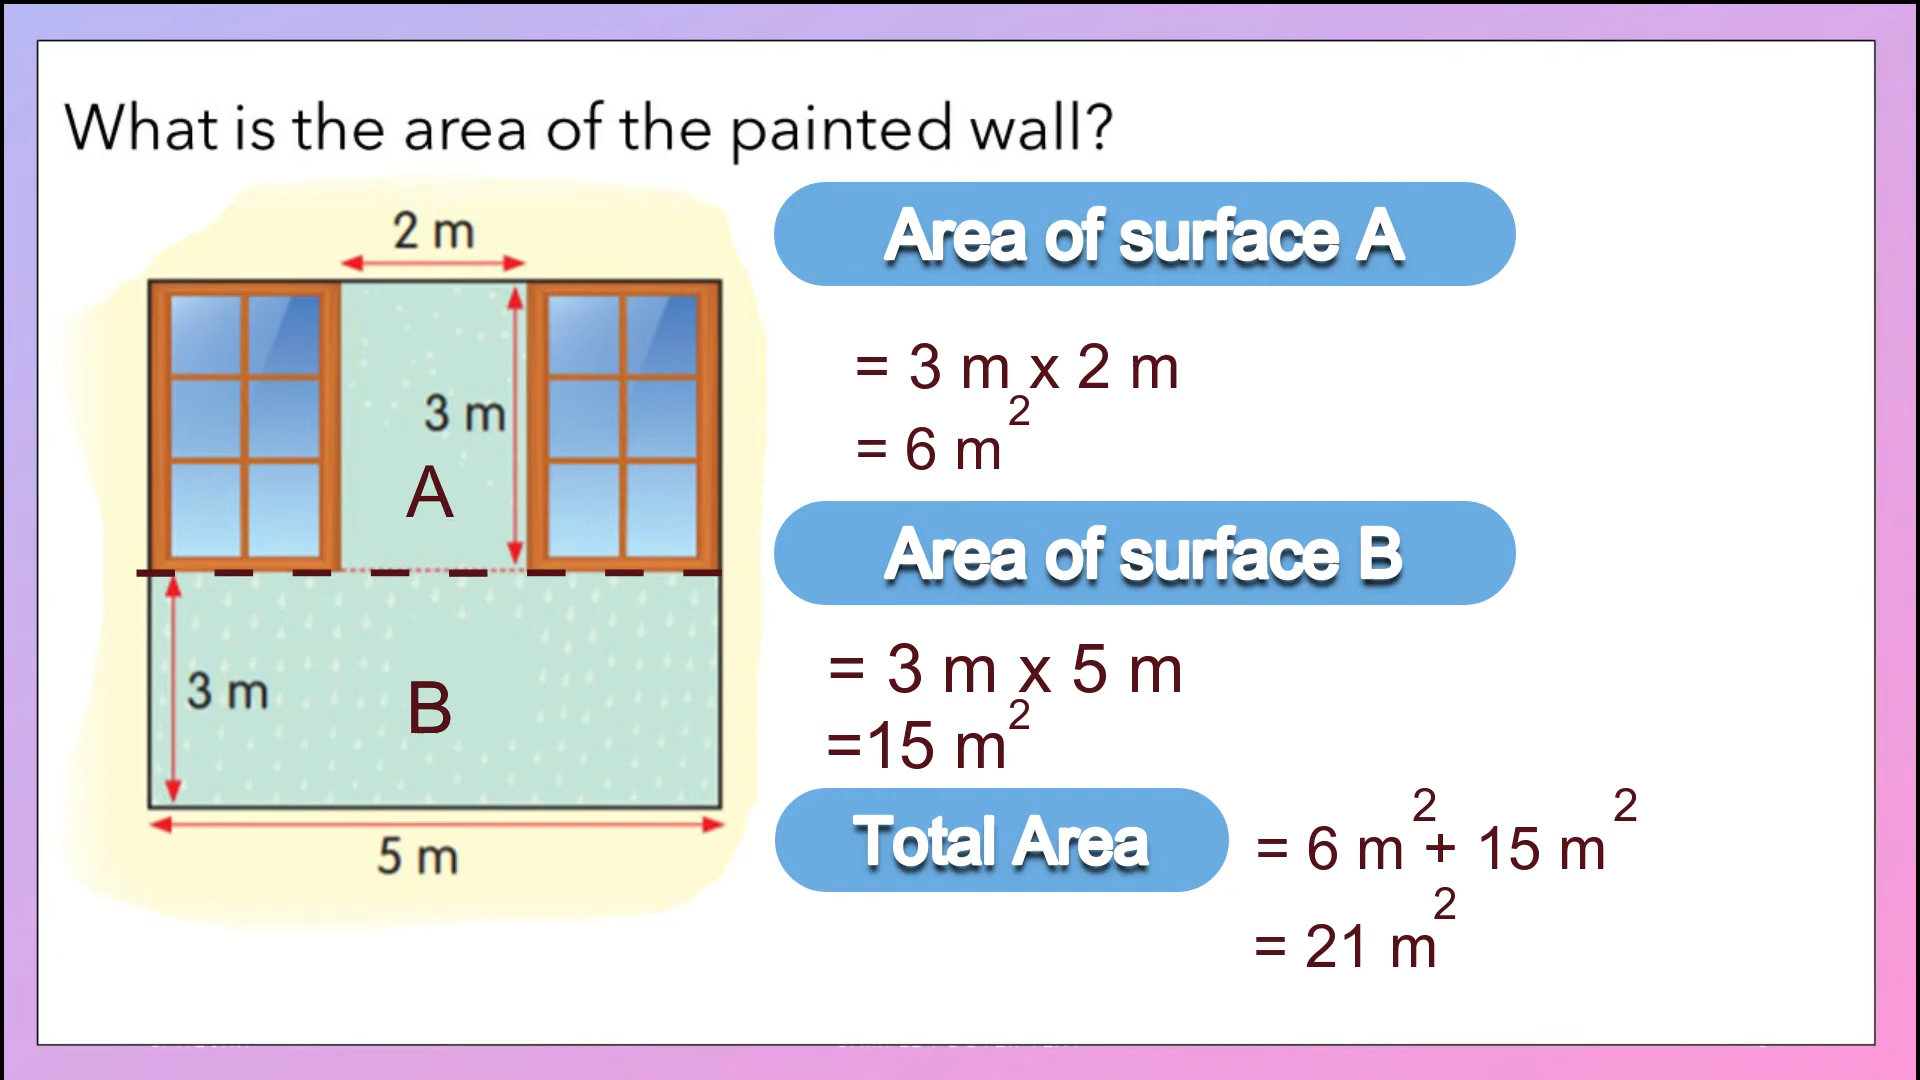 What is the area of the painted wall?
2 m
3 m
A
3 m
B
5 m
Area of surface A
= 3 m x 2 m
= 6 m²
Area of surface B
= 3 m x 5 m
=15 m²
Total Area
= 6 m² + 15 m²
= 21 m²